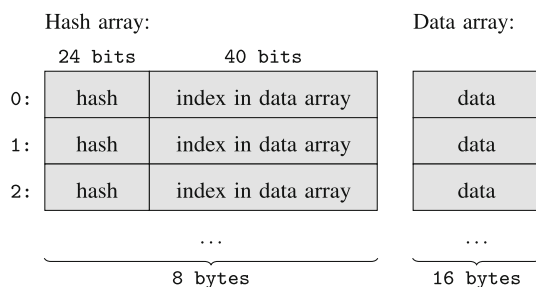 Hash array: Data array:
24 bits 40 bits
0: hash index in data array data
1: hash index in data array data
2: hash index in data array data
... ...
8 bytes 16 bytes